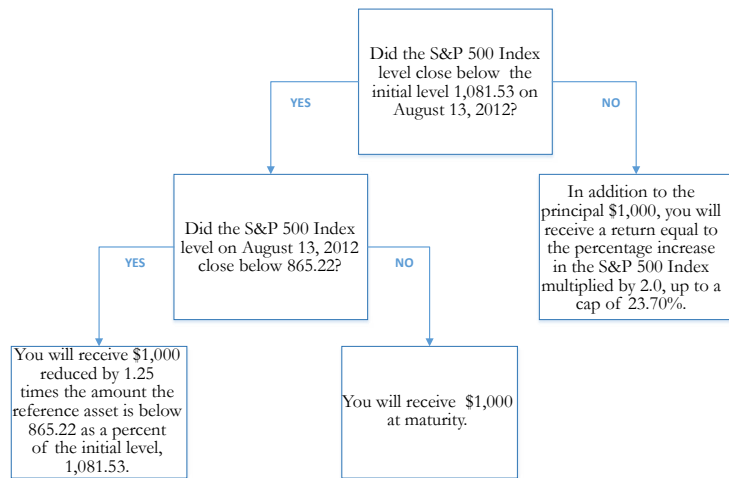 Did the S&P 500 Index
level close below the
initial level 1,081.53 on
August 13, 2012?
YES
NO
Did the S&P 500 Index
level on August 13, 2012
close below 865.22?
In addition to the
principal $1,000, you will
receive a return equal to
the percentage increase
in the S&P 500 Index
multiplied by 2.0, up to a
cap of 23.70%.
YES
NO
You will receive $1,000
reduced by 1.25
times the amount the
reference asset is below
865.22 as a percent
of the initial level,
1,081.53.
You will receive $1,000
at maturity.